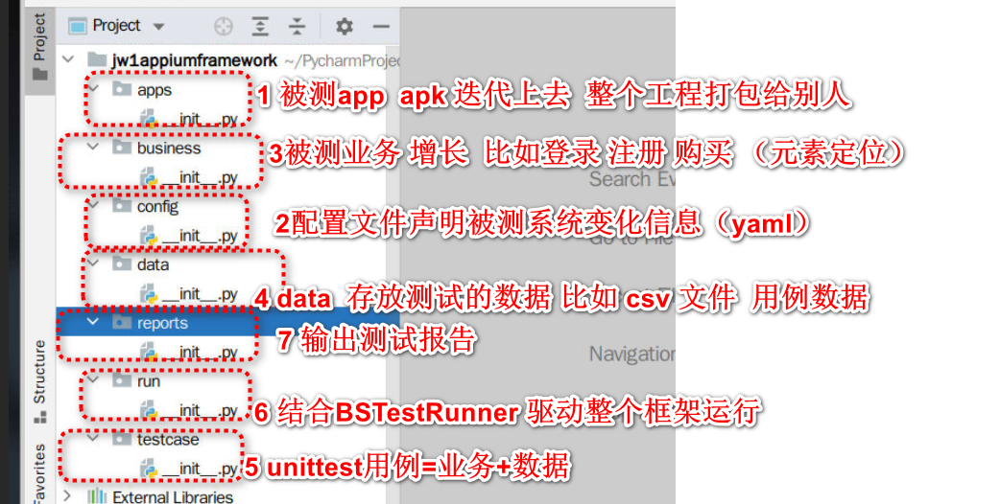 Project
Project
jw1appiumframework ~/PycharmProjec
apps
1 被测app apk 迭代上去 整个工程打包给别人
__init__.py
business
3被测业务 增长 比如登录 注册 购买 （元素定位）
__init__.py
Search Ev
config
2配置文件声明被测系统变化信息（yaml）
__init__.py
Go to File
data
__init__.py
4 data 存放测试的数据 比如 csv 文件 用例数据
reports
7 输出测试报告
__init__.py
Navigation
Structure
run
__init__.py
6 结合BSTestRunner 驱动整个框架运行
testcase
__init__.py
5 unittest用例=业务+数据
Favorites
External Libraries